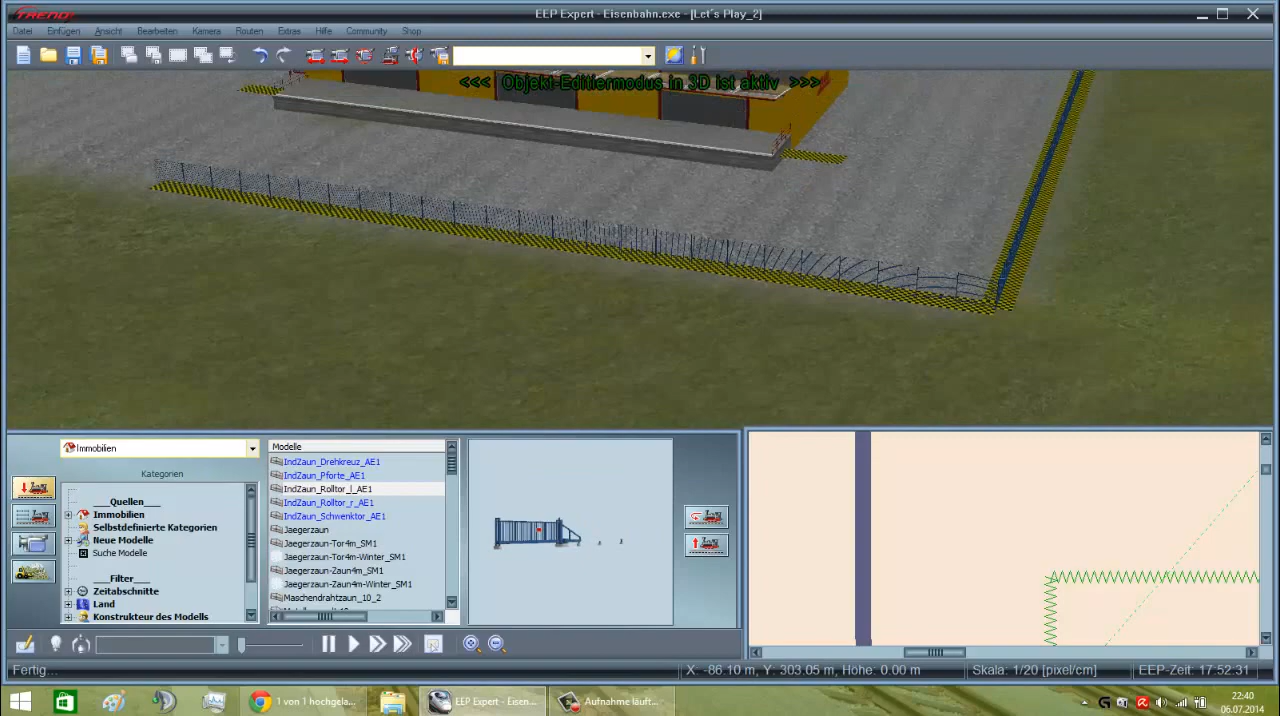 TREND
EEP Expert - Eisenbahn.exe - [Let´s Play_2]
Datei Einfügen Ansicht Bearbeiten Kamera Routen Extras Hilfe Community Shop
<<< Objekt-Editiermodus in 3D ist aktiv >>>
Immobilien
Kategorien
___Quellen___
Immobilien
Selbstdefinierte Kategorien
Neue Modelle
Suche Modelle
___Filter___
Zeitabschnitte
Land
Konstrukteur des Modells
Modelle
IndZaun_Drehkreuz_AE1
IndZaun_Pforte_AE1
IndZaun_Rolltor_l_AE1
IndZaun_Rolltor_r_AE1
IndZaun_Schwenktor_AE1
Jaegerzaun
Jaegerzaun-Tor4m_SM1
Jaegerzaun-Tor4m-Winter_SM1
Jaegerzaun-Zaun4m_SM1
Jaegerzaun-Zaun4m-Winter_SM1
Maschendrahtzaun_10_2
Fertig...
X: -86.10 m, Y: 303.05 m, Höhe: 0.00 m
Skala: 1/20 [pixel/cm]
EEP-Zeit: 17:52:31
1 von 1 hochgela...
EEP Expert - Eisen...
Aufnahme läuft...
22:40
06.07.2014